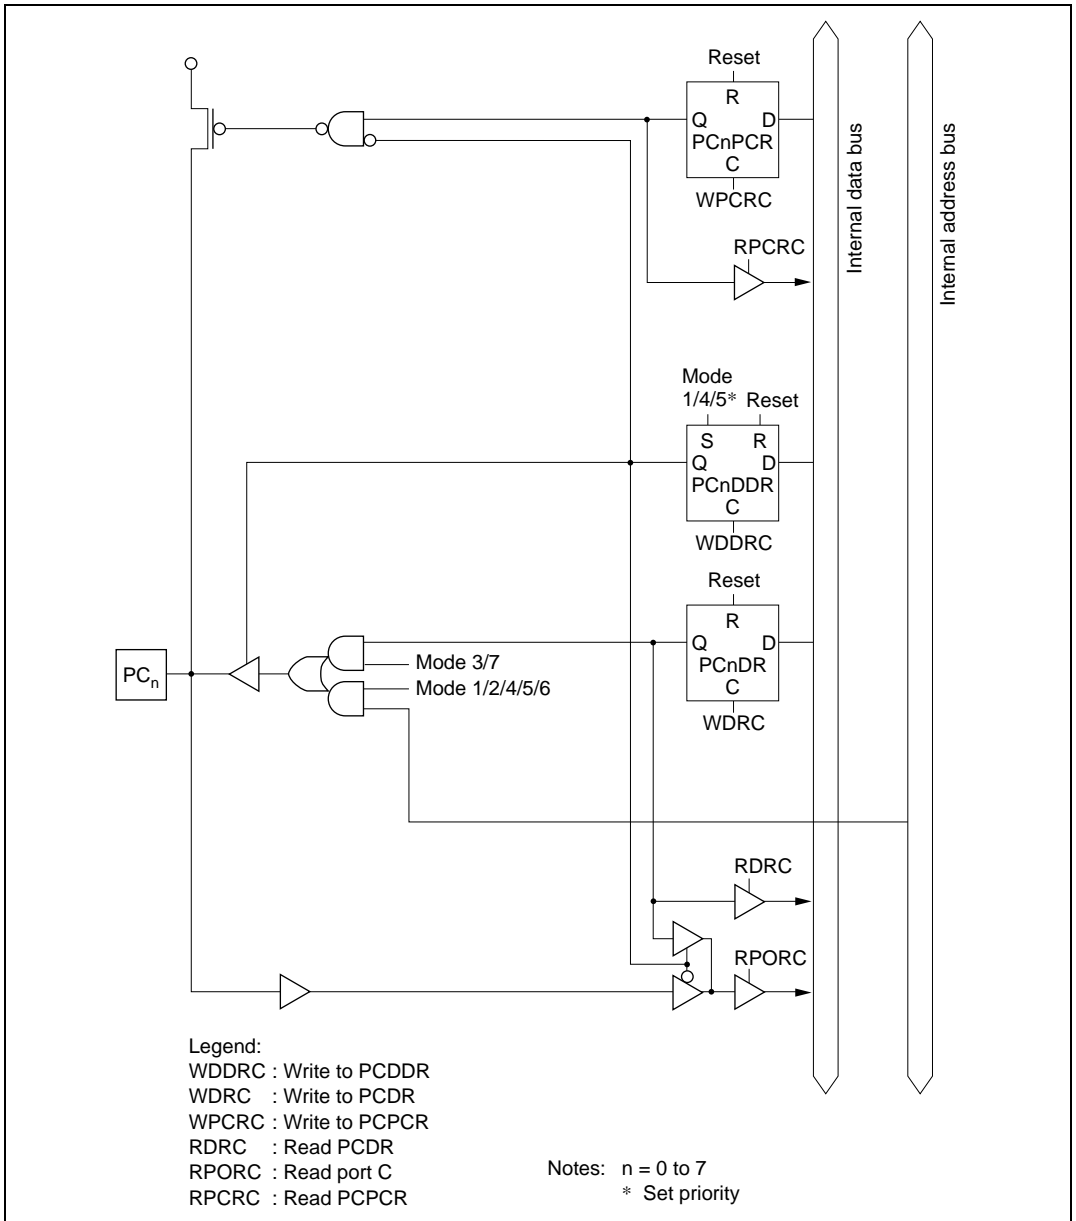 Reset
R
Q D
PCnPCR
C
WPCRC
RPCRC
Internal data bus
Internal address bus
Mode
1/4/5* Reset
S R
Q D
PCnDDR
C
WDDRC
Reset
R
Q D
PCnDR
C
WDRC
Mode 3/7
Mode 1/2/4/5/6
PCn
RDRC
RPORC
Legend:
WDDRC : Write to PCDDR
WDRC : Write to PCDR
WPCRC : Write to PCPCR
RDRC : Read PCDR
RPORC : Read port C
RPCRC : Read PCPCR
Notes: n = 0 to 7
* Set priority